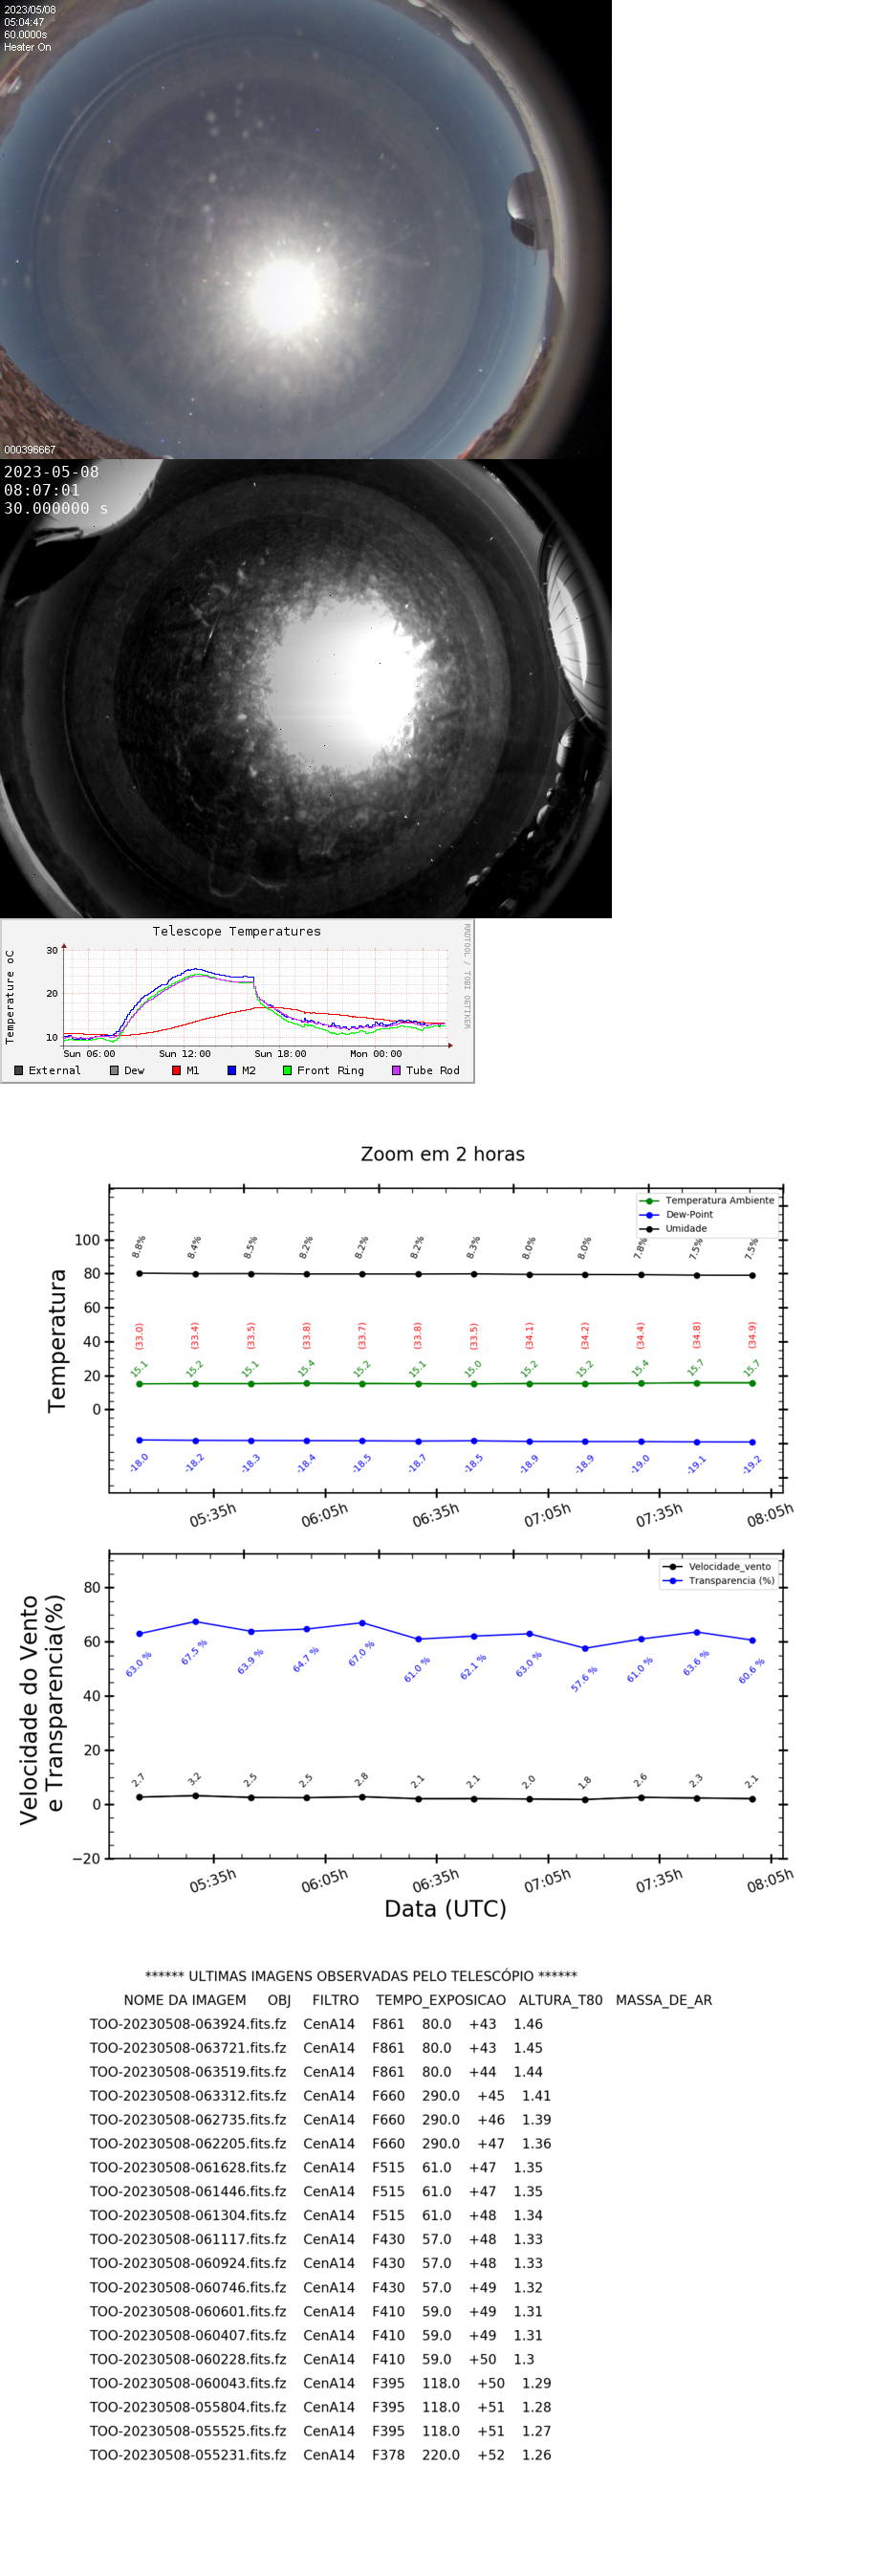 2023/05/08
05:04:47
60.0000s
Heater On
000396667
2023-05-08
08:07:01
30.000000 s
Telescope Temperatures
RRDTOOL / TOBI OETIKER
Temperature oC
30
20
10
Sun 06:00 Sun 12:00 Sun 18:00 Mon 00:00
External Dew M1 M2 Front Ring Tube Rod
Zoom em 2 horas
Temperatura Ambiente
Dew-Point
Umidade
Temperatura
100
80
60
40
20
0
8.8% 8.4% 8.5% 8.2% 8.2% 8.2% 8.3% 8.0% 8.0% 7.8% 7.5% 7.5%
(33.0) (33.4) (33.5) (33.8) (33.7) (33.8) (33.5) (34.1) (34.2) (34.4) (34.8) (34.9)
15.1 15.2 15.1 15.4 15.2 15.1 15.0 15.2 15.2 15.4 15.7 15.7
-18.0 -18.2 -18.3 -18.4 -18.5 -18.7 -18.5 -18.9 -18.9 -19.0 -19.1 -19.2
05:35h 06:05h 06:35h 07:05h 07:35h 08:05h
Velocidade_vento
Transparencia (%)
Velocidade do Vento
e Transparencia(%)
80
60
40
20
0
−20
63.0 % 67.5 % 63.9 % 64.7 % 67.0 % 61.0 % 62.1 % 63.0 % 57.6 % 61.0 % 63.6 % 60.6 %
2.7 3.2 2.5 2.5 2.8 2.1 2.1 2.0 1.8 2.6 2.3 2.1
05:35h 06:05h 06:35h 07:05h 07:35h 08:05h
Data (UTC)
****** ULTIMAS IMAGENS OBSERVADAS PELO TELESCÓPIO ******
NOME DA IMAGEM OBJ FILTRO TEMPO_EXPOSICAO ALTURA_T80 MASSA_DE_AR
TOO-20230508-063924.fits.fz CenA14 F861 80.0 +43 1.46
TOO-20230508-063721.fits.fz CenA14 F861 80.0 +43 1.45
TOO-20230508-063519.fits.fz CenA14 F861 80.0 +44 1.44
TOO-20230508-063312.fits.fz CenA14 F660 290.0 +45 1.41
TOO-20230508-062735.fits.fz CenA14 F660 290.0 +46 1.39
TOO-20230508-062205.fits.fz CenA14 F660 290.0 +47 1.36
TOO-20230508-061628.fits.fz CenA14 F515 61.0 +47 1.35
TOO-20230508-061446.fits.fz CenA14 F515 61.0 +47 1.35
TOO-20230508-061304.fits.fz CenA14 F515 61.0 +48 1.34
TOO-20230508-061117.fits.fz CenA14 F430 57.0 +48 1.33
TOO-20230508-060924.fits.fz CenA14 F430 57.0 +48 1.33
TOO-20230508-060746.fits.fz CenA14 F430 57.0 +49 1.32
TOO-20230508-060601.fits.fz CenA14 F410 59.0 +49 1.31
TOO-20230508-060407.fits.fz CenA14 F410 59.0 +49 1.31
TOO-20230508-060228.fits.fz CenA14 F410 59.0 +50 1.3
TOO-20230508-060043.fits.fz CenA14 F395 118.0 +50 1.29
TOO-20230508-055804.fits.fz CenA14 F395 118.0 +51 1.28
TOO-20230508-055525.fits.fz CenA14 F395 118.0 +51 1.27
TOO-20230508-055231.fits.fz CenA14 F378 220.0 +52 1.26